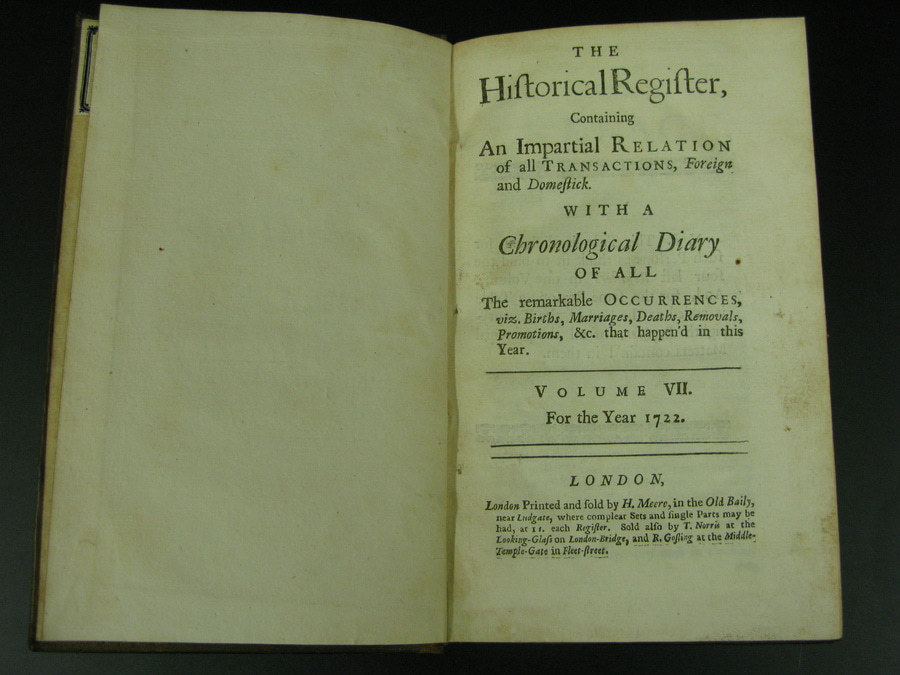 THE
Hiſtorical Regiſter,
Containing
An Impartial RELATION
of all TRANSACTIONS, Foreign
and Domeſtick.
WITH A
Chronological Diary
OF ALL
The remarkable OCCURRENCES,
viz. Births, Marriages, Deaths, Removals,
Promotions, &c. that happen'd in this
Year.
VOLUME VII.
For the Year 1722.
LONDON,
London Printed and ſold by H. Meere, in the Old Baily,
near Ludgate, where compleat Sets and ſingle Parts may be
had, at 1 s. each Regiſter. Sold alſo by T. Norris at the
Looking-Glaſs on London-Bridge, and R. Goſling at the Middle-
Temple-Gate in Fleet-ſtreet.